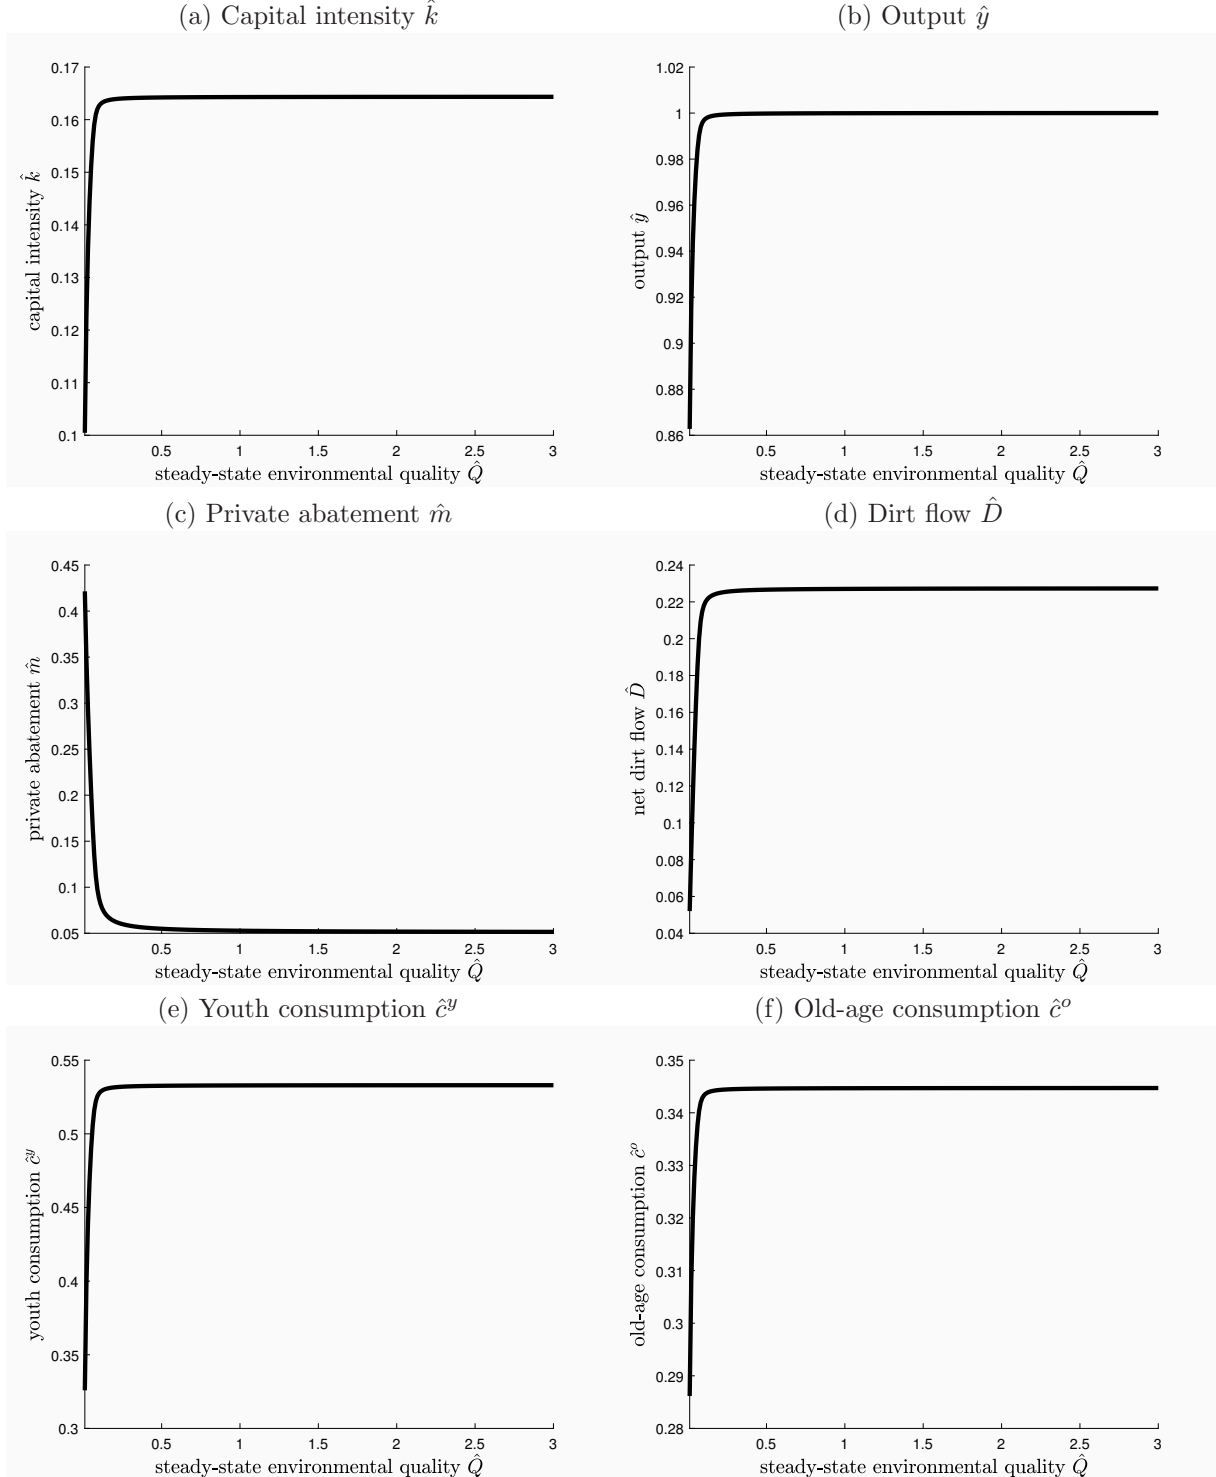 (a) Capital intensity k̂
(b) Output ŷ
0.17
0.16
0.15
0.14
0.13
0.12
0.11
0.1
capital intensity k̂
0.5 1 1.5 2 2.5 3
steady-state environmental quality Q̂
1.02
1
0.98
0.96
0.94
0.92
0.9
0.88
0.86
output ŷ
0.5 1 1.5 2 2.5 3
steady-state environmental quality Q̂
(c) Private abatement m̂
(d) Dirt flow D̂
0.45
0.4
0.35
0.3
0.25
0.2
0.15
0.1
0.05
private abatement m̂
0.5 1 1.5 2 2.5 3
steady-state environmental quality Q̂
0.24
0.22
0.2
0.18
0.16
0.14
0.12
0.1
0.08
0.06
0.04
net dirt flow D̂
0.5 1 1.5 2 2.5 3
steady-state environmental quality Q̂
(e) Youth consumption ĉʸ
(f) Old-age consumption ĉᵒ
0.55
0.5
0.45
0.4
0.35
0.3
youth consumption ĉʸ
0.5 1 1.5 2 2.5 3
steady-state environmental quality Q̂
0.35
0.34
0.33
0.32
0.31
0.3
0.29
0.28
old-age consumption ĉᵒ
0.5 1 1.5 2 2.5 3
steady-state environmental quality Q̂